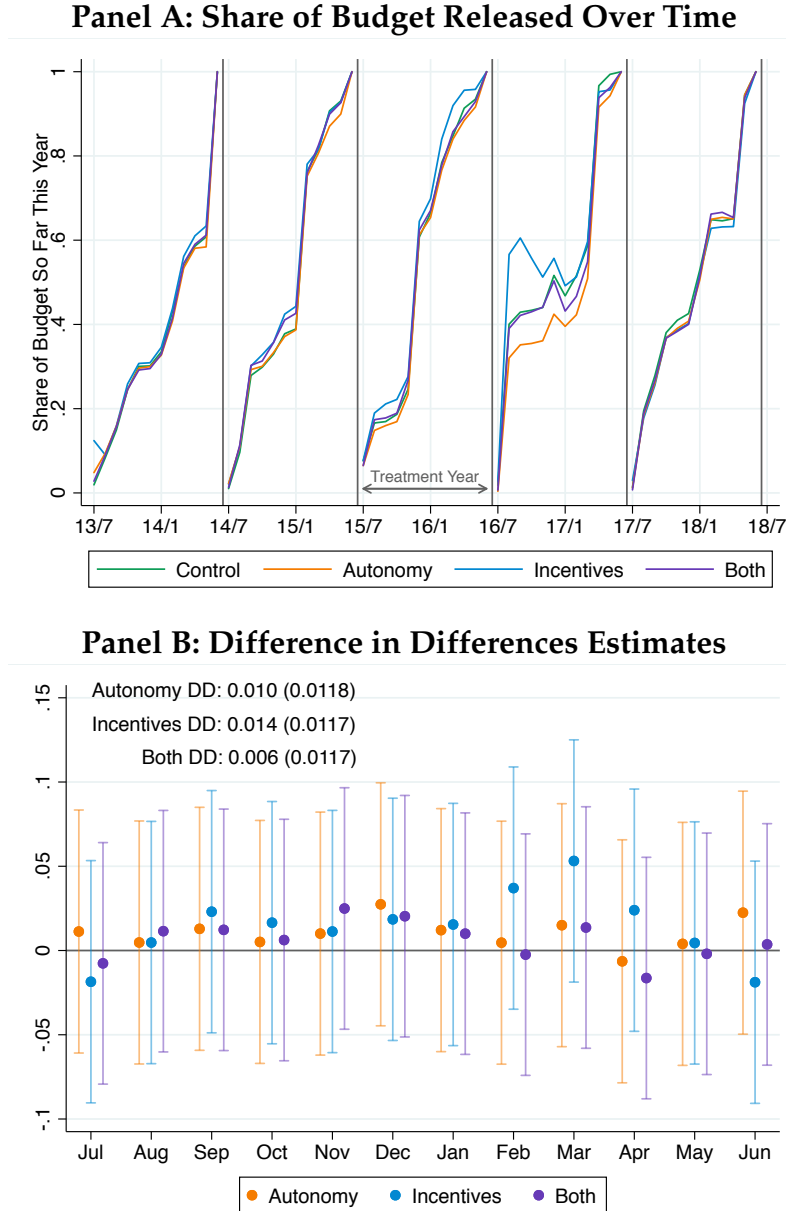 Panel A: Share of Budget Released Over Time
Share of Budget So Far This Year
1
.8
.6
.4
.2
0
Treatment Year
13/7 14/1 14/7 15/1 15/7 16/1 16/7 17/1 17/7 18/1 18/7
Control Autonomy Incentives Both
Panel B: Difference in Differences Estimates
Autonomy DD: 0.010 (0.0118)
Incentives DD: 0.014 (0.0117)
Both DD: 0.006 (0.0117)
.15
.1
.05
0
-.05
-.1
Jul Aug Sep Oct Nov Dec Jan Feb Mar Apr May Jun
Autonomy Incentives Both